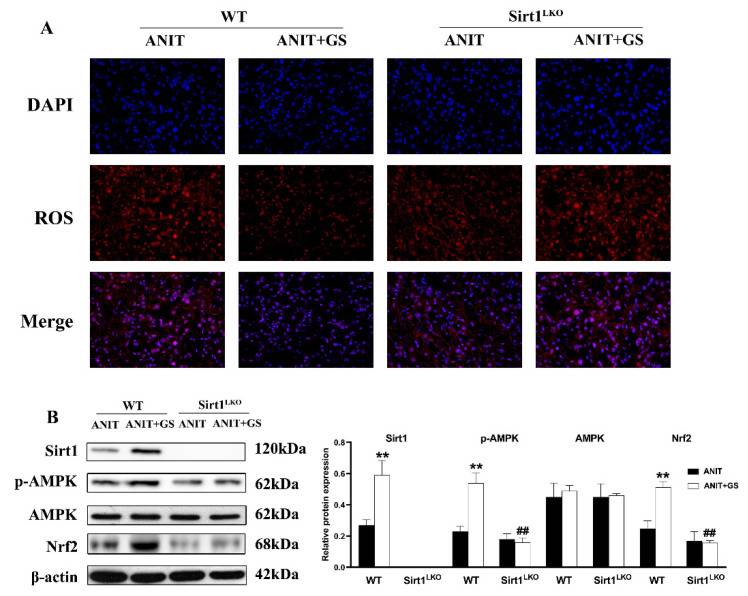 A
WT
Sirt1LKO
ANIT
ANIT+GS
ANIT
ANIT+GS
DAPI
ROS
Merge
B
WT
Sirt1LKO
ANIT
ANIT+GS
ANIT
ANIT+GS
Sirt1
120kDa
p-AMPK
62kDa
AMPK
62kDa
Nrf2
68kDa
β-actin
42kDa
Relative protein expression
0.8
0.6
0.4
0.2
0.0
Sirt1
p-AMPK
AMPK
Nrf2
**
**
##
**
##
ANIT
ANIT+GS
WT
Sirt1LKO
WT
Sirt1LKO
WT
Sirt1LKO
WT
Sirt1LKO